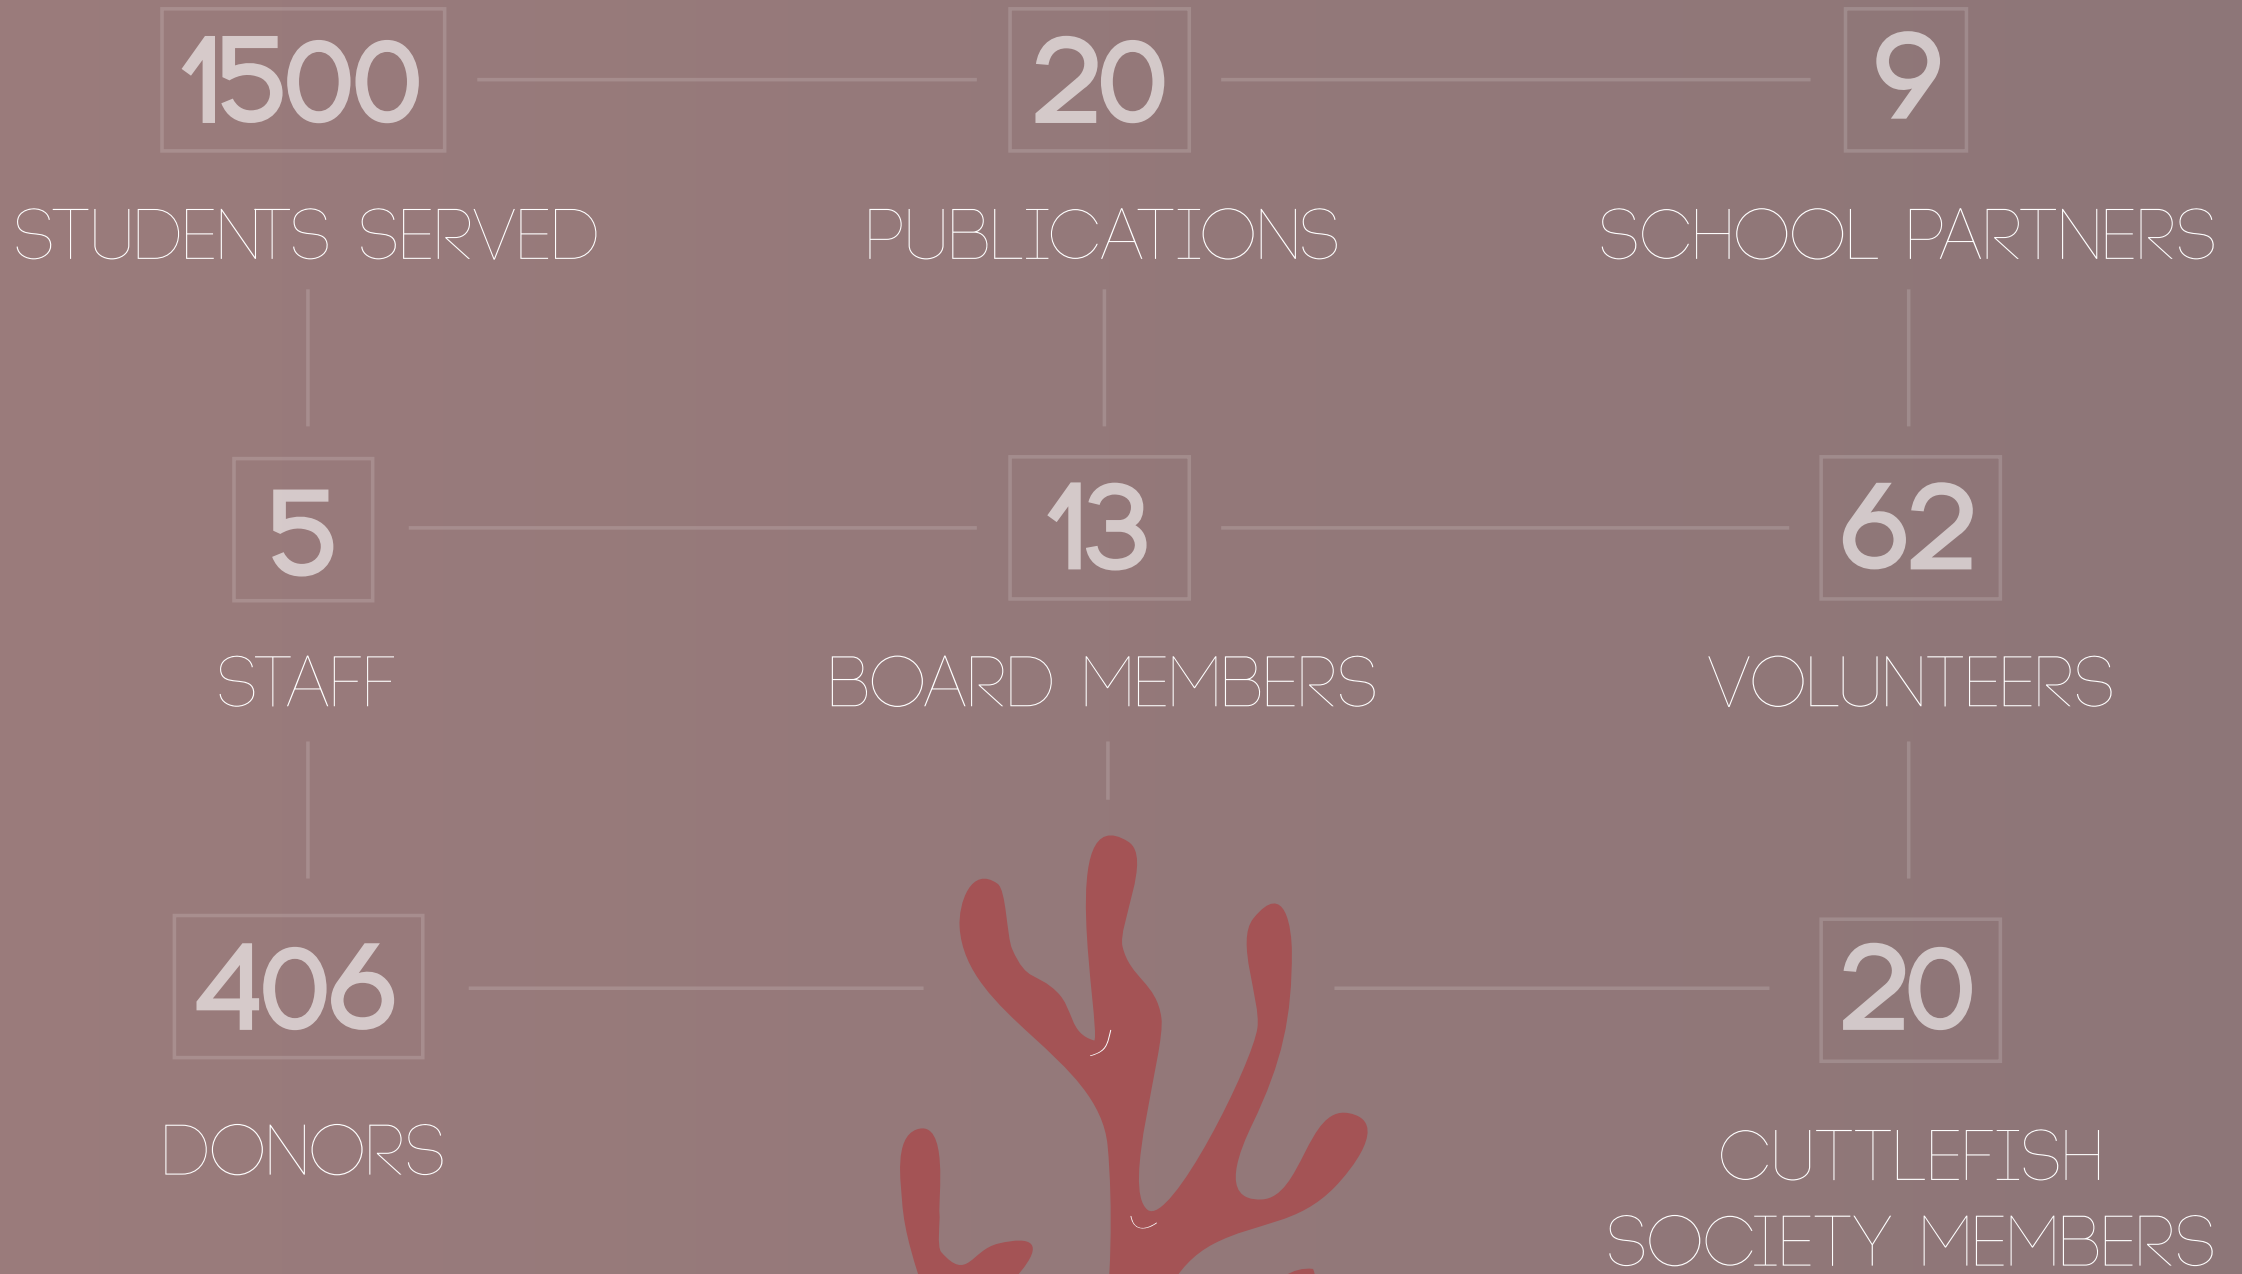 1500
STUDENTS SERVED
20
PUBLICATIONS
9
SCHOOL PARTNERS
5
STAFF
13
BOARD MEMBERS
62
VOLUNTEERS
406
DONORS
20
CUTTLEFISH
SOCIETY MEMBERS